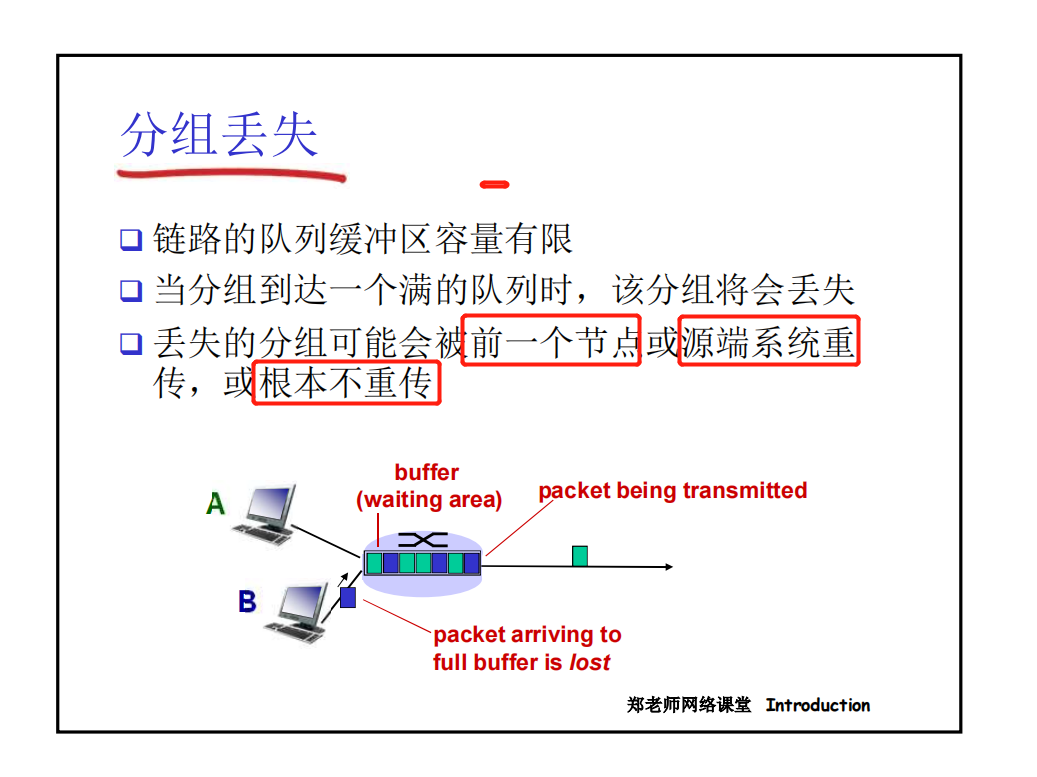 分组丢失
链路的队列缓冲区容量有限
当分组到达一个满的队列时，该分组将会丢失
丢失的分组可能会被前一个节点或源端系统重
传，或根本不重传
buffer
(waiting area)
packet being transmitted
A
B
packet arriving to
full buffer is lost
郑老师网络课堂 Introduction